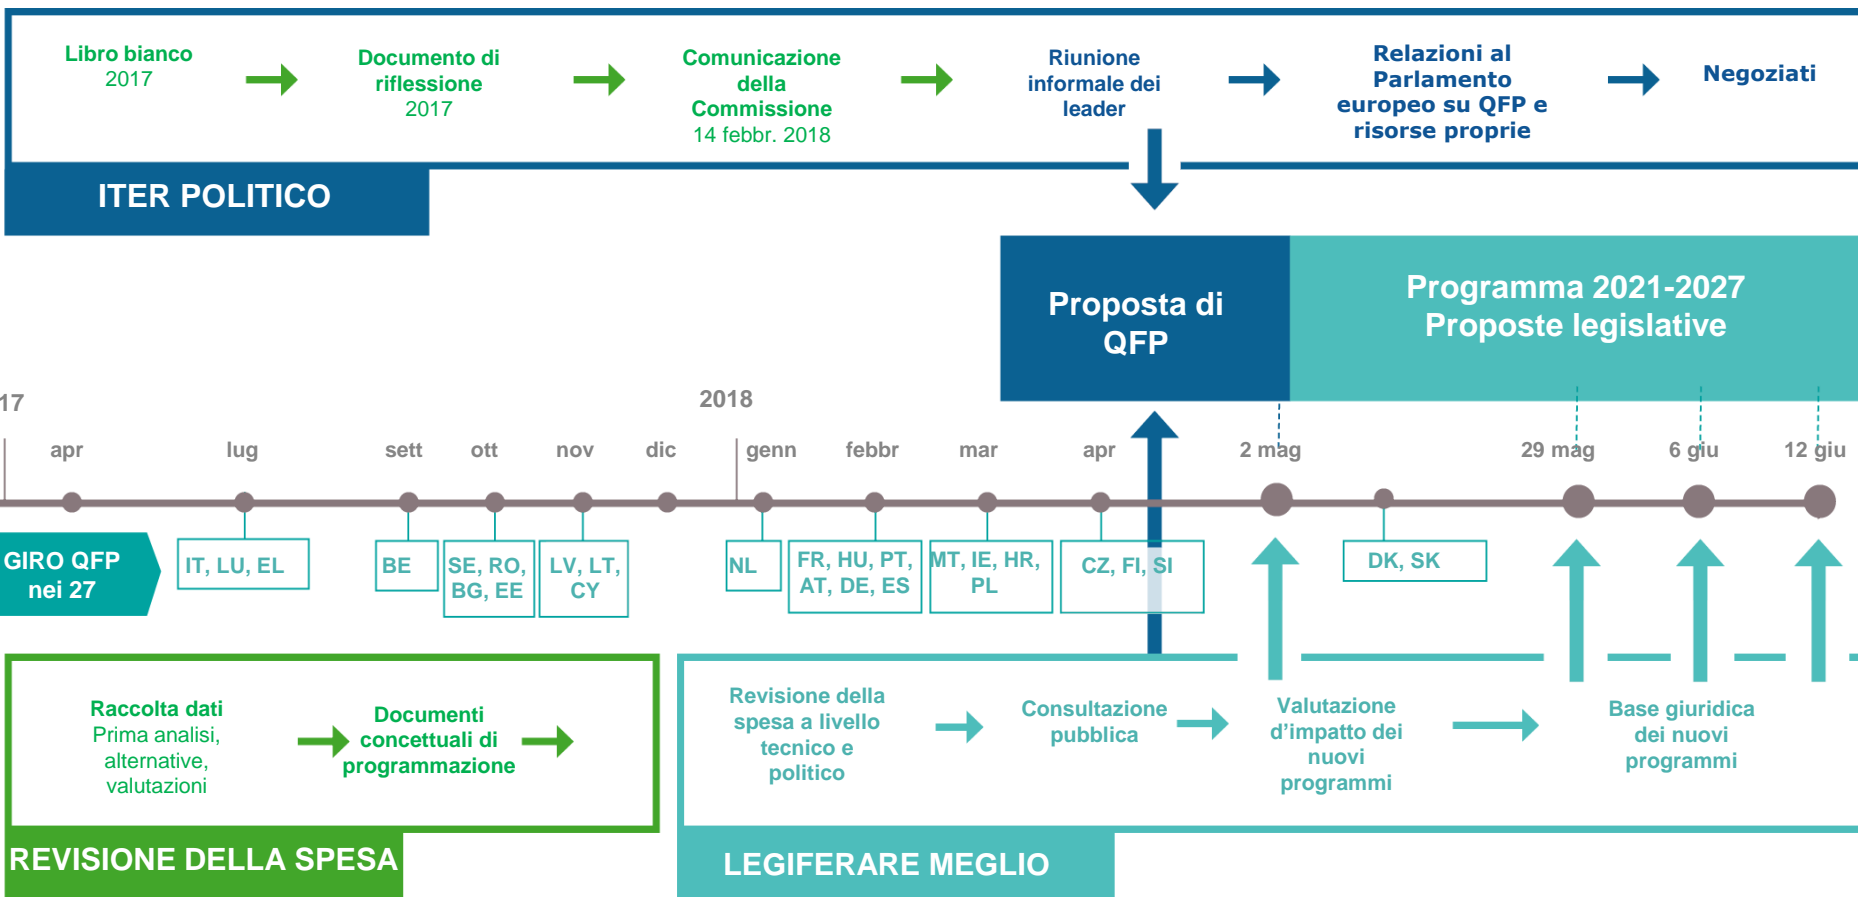 Libro bianco
2017
Documento di
riflessione
2017
Comunicazione
della
Commissione
14 febbr. 2018
Riunione
informale dei
leader
Relazioni al
Parlamento
europeo su QFP e
risorse proprie
Negoziati
ITER POLITICO
Proposta di
QFP
Programma 2021-2027
Proposte legislative
17
2018
apr
lug
sett
ott
nov
dic
genn
febbr
mar
apr
2 mag
29 mag
6 giu
12 giu
GIRO QFP
nei 27
IT, LU, EL
BE
SE, RO,
BG, EE
LV, LT,
CY
NL
FR, HU, PT,
AT, DE, ES
MT, IE, HR,
PL
CZ, FI, SI
DK, SK
Raccolta dati
Prima analisi,
alternative,
valutazioni
Documenti
concettuali di
programmazione
REVISIONE DELLA SPESA
Revisione della
spesa a livello
tecnico e
politico
Consultazione
pubblica
Valutazione
d’impatto dei
nuovi
programmi
Base giuridica
dei nuovi
programmi
LEGIFERARE MEGLIO